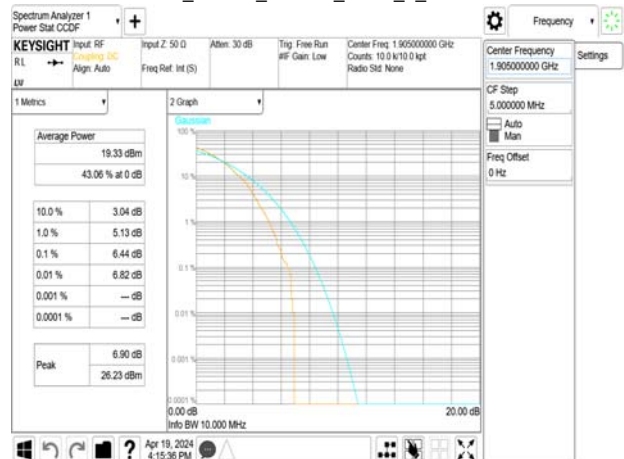 Spectrum Analyzer 1
Power Stat CCDF
Frequency
KEYSIGHT
RL
Input: RF
Coupling: DC
Align: Auto
Input Z: 50 Ω
Freq Ref: Int (S)
Atten: 30 dB
Trig: Free Run
#IF Gain: Low
Center Freq: 1.905000000 GHz
Counts: 10.0 k/10.0 kpt
Radio Std: None
Center Frequency
1.905000000 GHz
Settings
CF Step
5.000000 MHz
Auto
Man
Freq Offset
0 Hz
1 Metrics
Average Power
19.33 dBm
43.06 % at 0 dB
10.0 % 3.04 dB
1.0 % 5.13 dB
0.1 % 6.44 dB
0.01 % 6.82 dB
0.001 % --- dB
0.0001 % --- dB
Peak
6.90 dB
26.23 dBm
2 Graph
Gaussian
100 %
10 %
1 %
0.1 %
0.01 %
0.001 %
0.0001 %
0.00 dB 20.00 dB
Info BW 10.000 MHz
Apr 19, 2024
4:15:36 PM